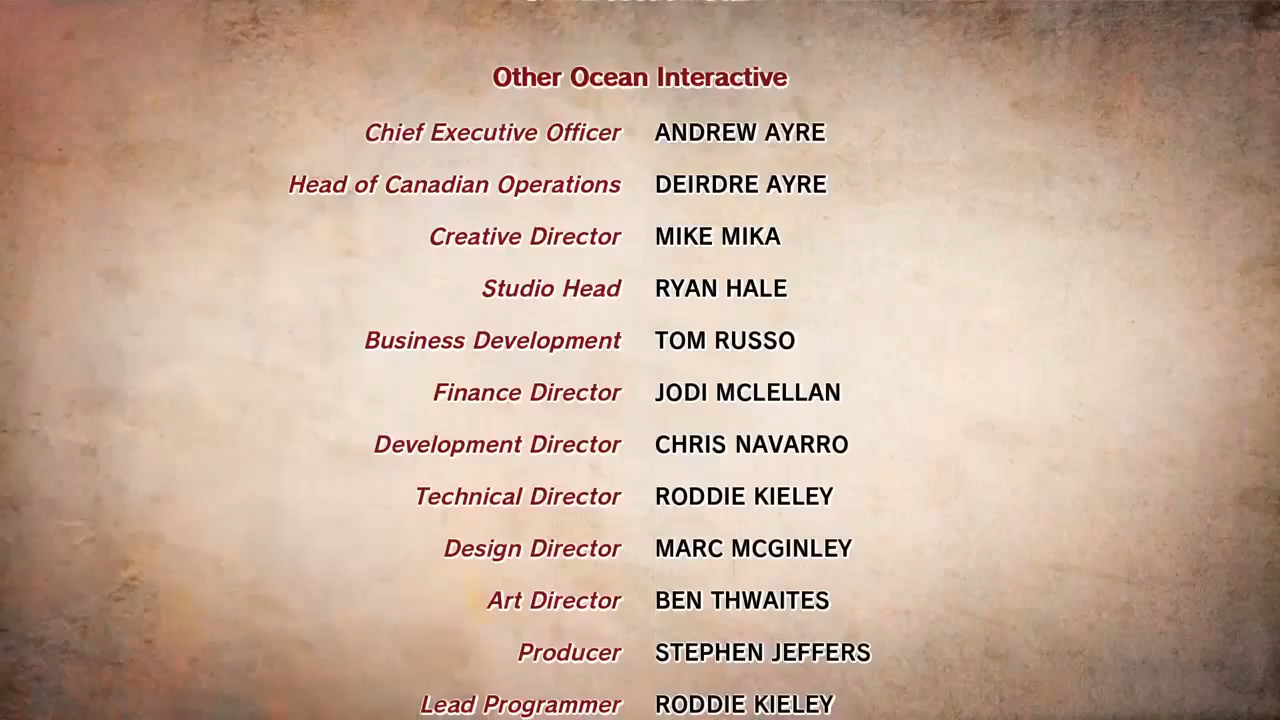 Other Ocean Interactive
Chief Executive Officer ANDREW AYRE
Head of Canadian Operations DEIRDRE AYRE
Creative Director MIKE MIKA
Studio Head RYAN HALE
Business Development TOM RUSSO
Finance Director JODI MCLELLAN
Development Director CHRIS NAVARRO
Technical Director RODDIE KIELEY
Design Director MARC MCGINLEY
Art Director BEN THWAITES
Producer STEPHEN JEFFERS
Lead Programmer RODDIE KIELEY